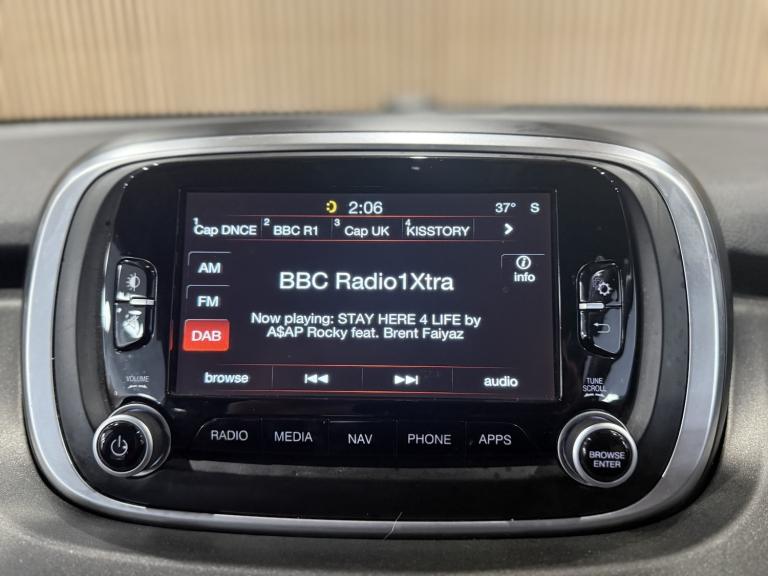 2:06 37° S
1 Cap DNCE 2 BBC R1 3 Cap UK 4 KISSTORY
AM
FM
DAB
BBC Radio1Xtra
info
Now playing: STAY HERE 4 LIFE by
A$AP Rocky feat. Brent Faiyaz
browse audio
VOLUME
TUNE
SCROLL
RADIO MEDIA NAV PHONE APPS
BROWSE
ENTER